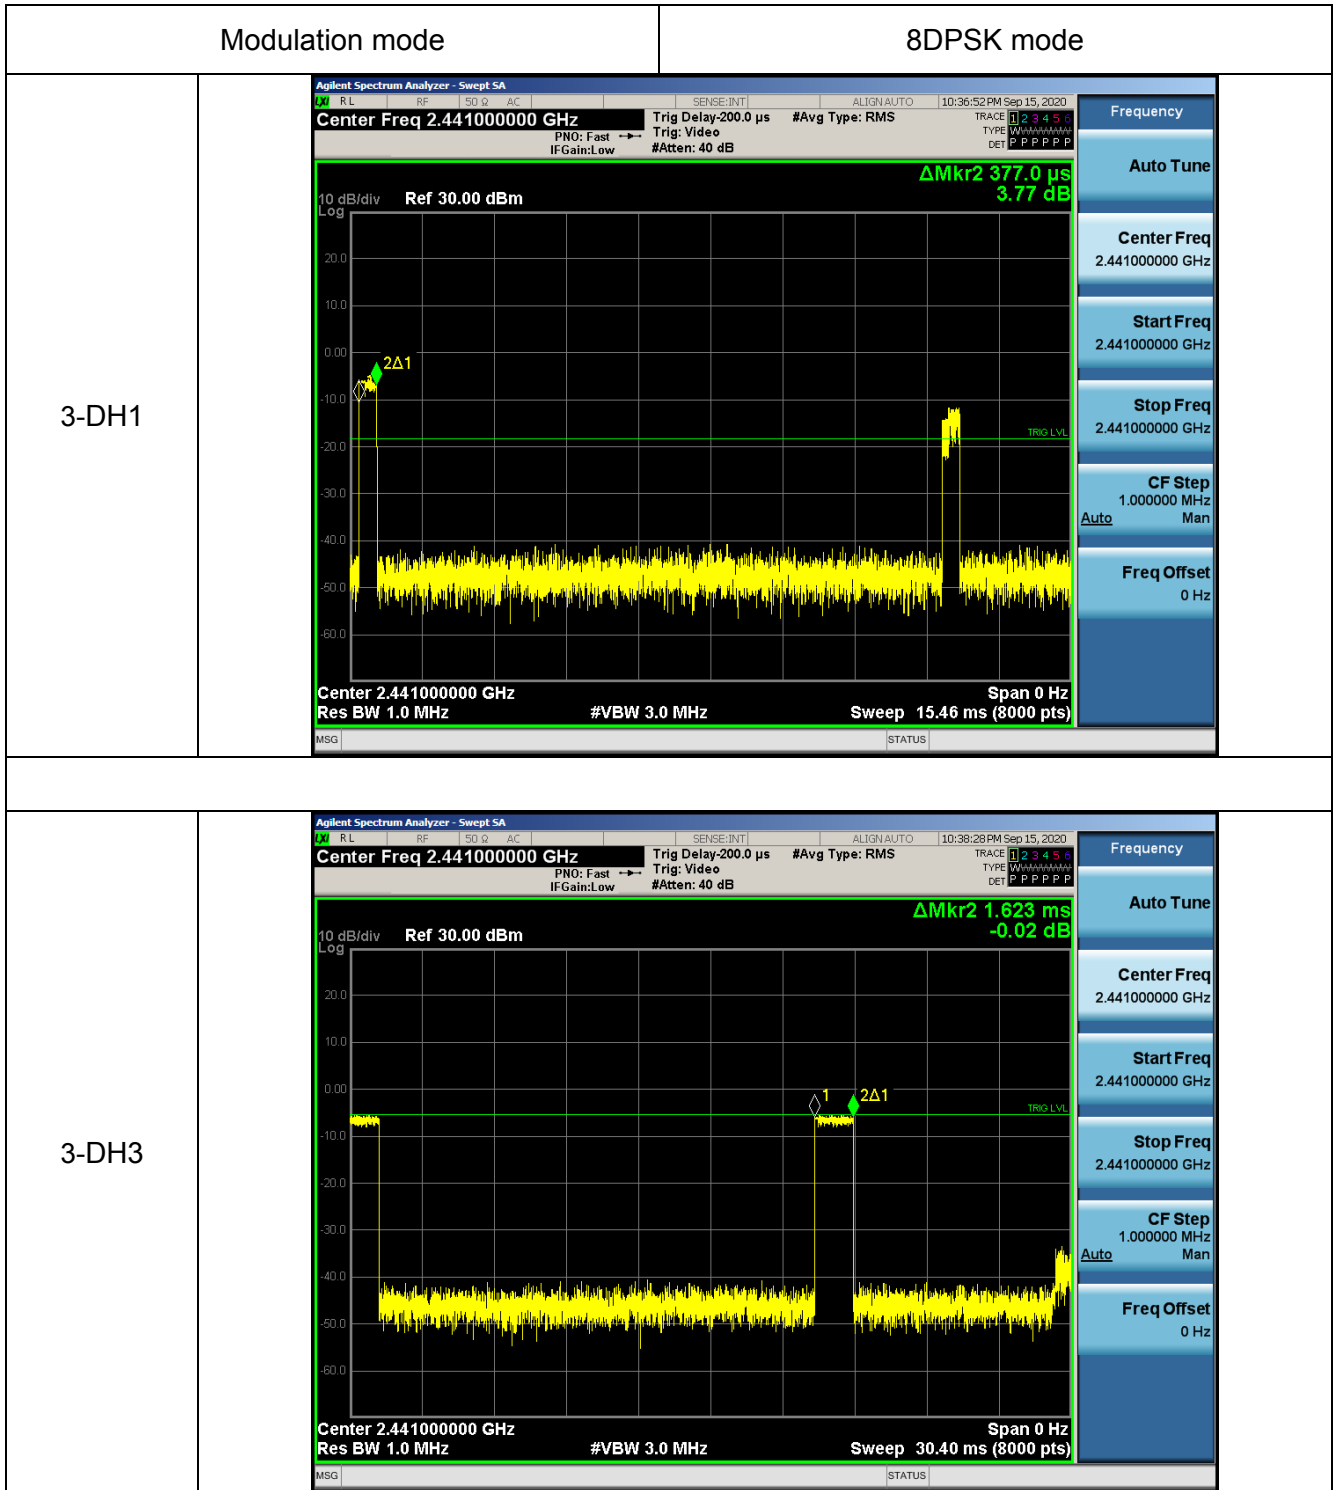 Modulation mode
8DPSK mode
3-DH1
Agilent Spectrum Analyzer - Swept SA
LXI RL RF 50 Ω AC SENSE:INT ALIGN AUTO 10:36:52 PM Sep 15, 2020
Center Freq 2.441000000 GHz
PNO: Fast
IFGain:Low
Trig Delay-200.0 µs
Trig: Video
#Atten: 40 dB
#Avg Type: RMS
TRACE 1 2 3 4 5 6
TYPE WWWWWW
DET P P P P P P
ΔMkr2 377.0 µs
3.77 dB
10 dB/div
Log
Ref 30.00 dBm
20.0
10.0
0.00
-10.0
-20.0
-30.0
-40.0
-50.0
-60.0
2Δ1
TRIG LVL
Center 2.441000000 GHz
Span 0 Hz
Res BW 1.0 MHz
#VBW 3.0 MHz
Sweep 15.46 ms (8000 pts)
MSG
STATUS
Frequency
Auto Tune
Center Freq
2.441000000 GHz
Start Freq
2.441000000 GHz
Stop Freq
2.441000000 GHz
CF Step
1.000000 MHz
Auto Man
Freq Offset
0 Hz
3-DH3
Agilent Spectrum Analyzer - Swept SA
LXI RL RF 50 Ω AC SENSE:INT ALIGN AUTO 10:38:28 PM Sep 15, 2020
Center Freq 2.441000000 GHz
PNO: Fast
IFGain:Low
Trig Delay-200.0 µs
Trig: Video
#Atten: 40 dB
#Avg Type: RMS
TRACE 1 2 3 4 5 6
TYPE WWWWWW
DET P P P P P P
ΔMkr2 1.623 ms
-0.02 dB
10 dB/div
Log
Ref 30.00 dBm
20.0
10.0
0.00
-10.0
-20.0
-30.0
-40.0
-50.0
-60.0
1
2Δ1
TRIG LVL
Center 2.441000000 GHz
Span 0 Hz
Res BW 1.0 MHz
#VBW 3.0 MHz
Sweep 30.40 ms (8000 pts)
MSG
STATUS
Frequency
Auto Tune
Center Freq
2.441000000 GHz
Start Freq
2.441000000 GHz
Stop Freq
2.441000000 GHz
CF Step
1.000000 MHz
Auto Man
Freq Offset
0 Hz